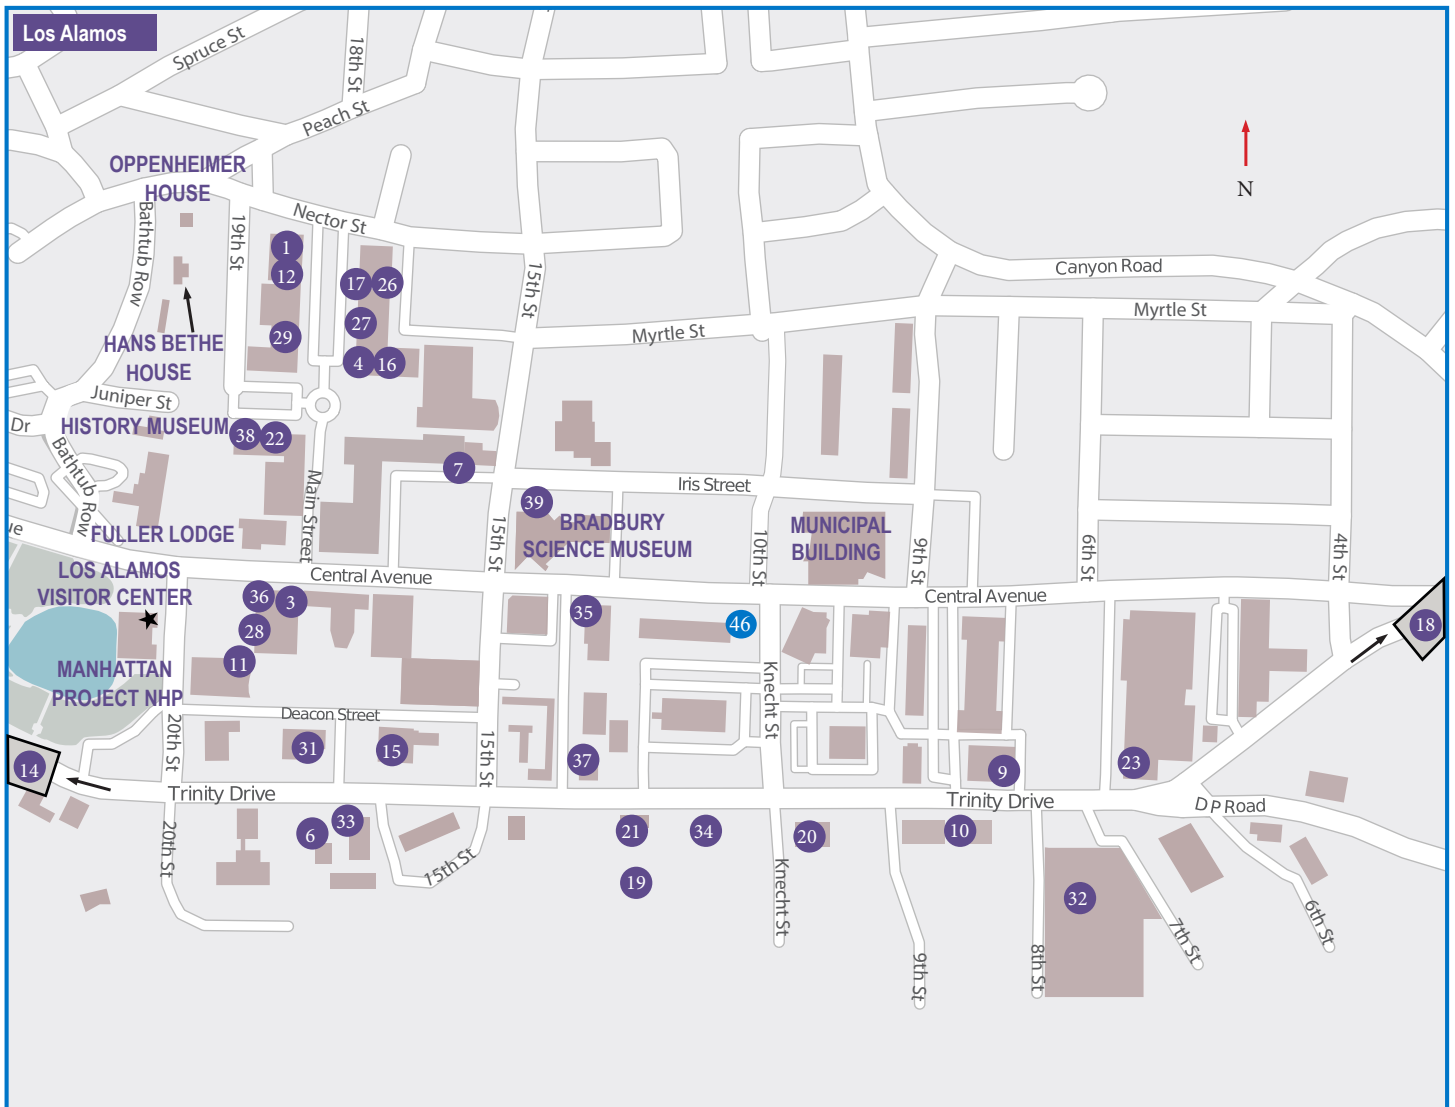 Los Alamos
Spruce St
18th St
Peach St
OPPENHEIMER
HOUSE
N
Bathtub Row
19th St
Nector St
1
12
17
26
15th St
Canyon Road
Myrtle St
Myrtle St
27
29
HANS BETHE
HOUSE
4
16
Juniper St
Dr
HISTORY MUSEUM
38
22
Bathtub Row
Main Street
7
Iris Street
39
BRADBURY
SCIENCE MUSEUM
MUNICIPAL
BUILDING
15th St
10th St
9th St
6th St
4th St
ue
FULLER LODGE
LOS ALAMOS
VISITOR CENTER
Central Avenue
Central Avenue
36
3
35
46
18
28
11
MANHATTAN
PROJECT NHP
Knecht St
Deacon Street
20th St
31
15
15th St
37
9
23
14
Trinity Drive
Trinity Drive
D P Road
6
33
21
34
20
10
20th St
15th St
19
Knecht St
32
9th St
8th St
7th St
6th St